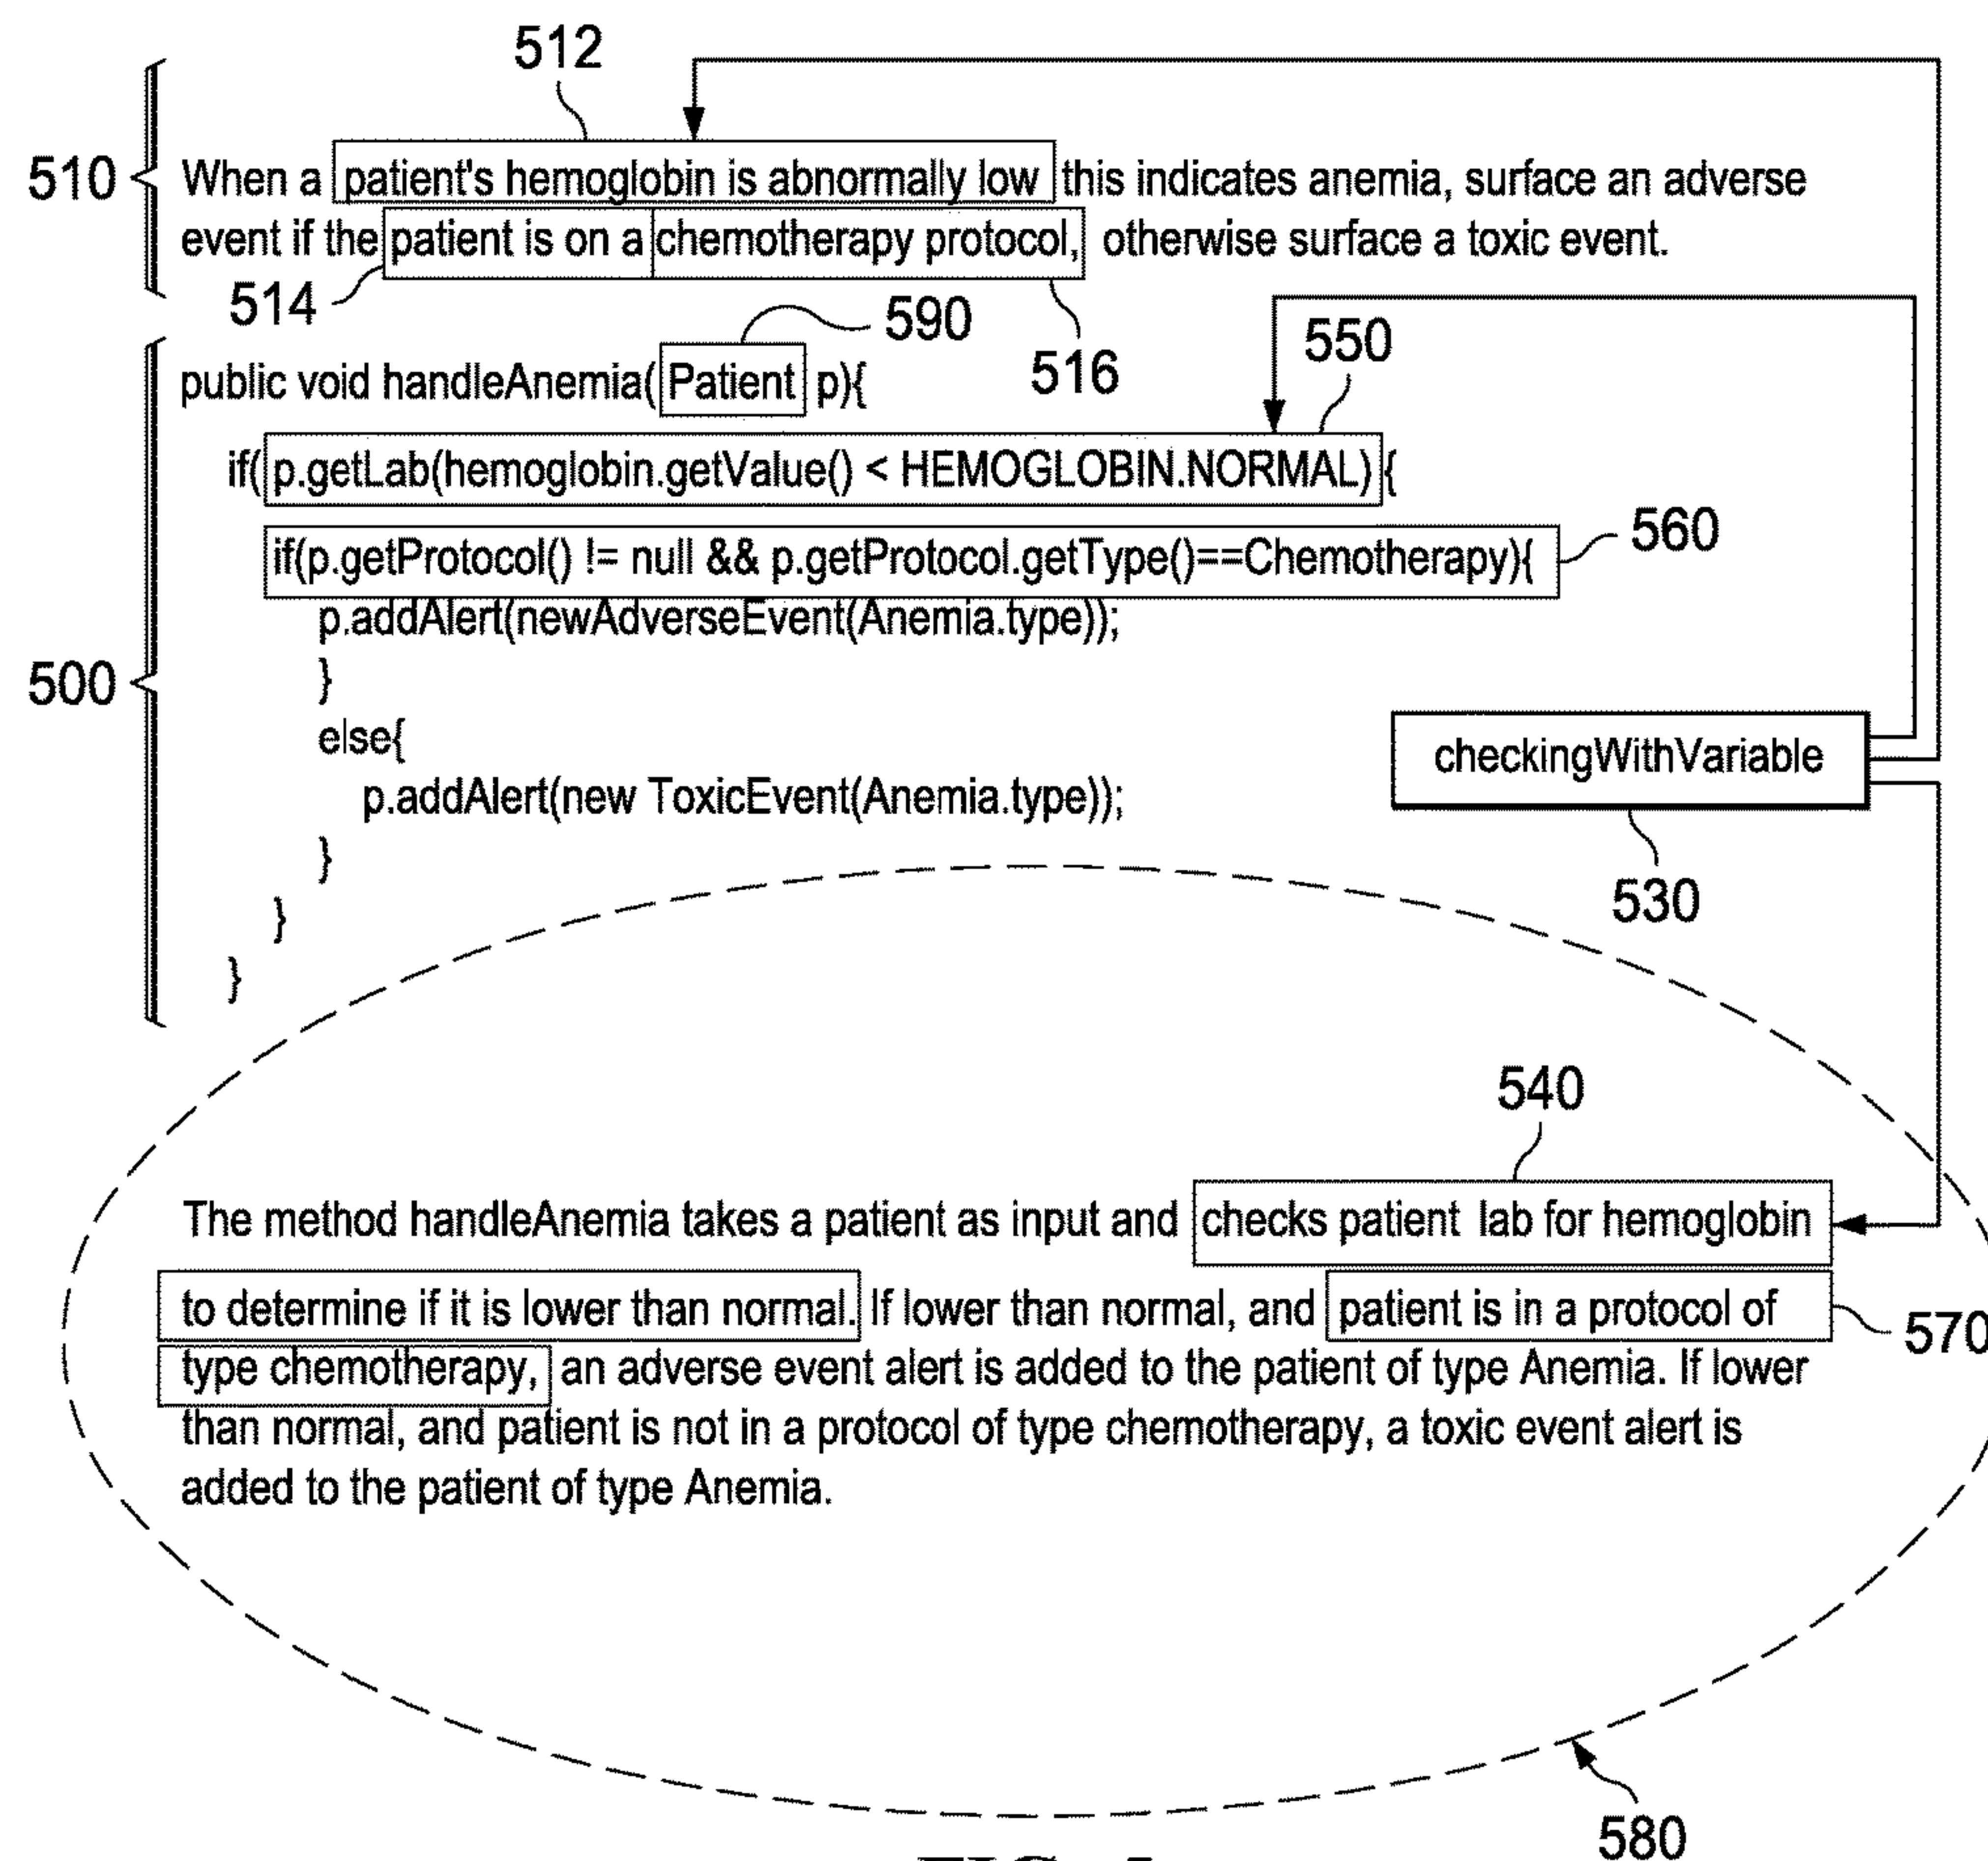 512
510
When a patient's hemoglobin is abnormally low this indicates anemia, surface an adverse
event if the patient is on a chemotherapy protocol, otherwise surface a toxic event.
514
590
516
550
public void handleAnemia( Patient p){
if( p.getLab(hemoglobin.getValue() < HEMOGLOBIN.NORMAL) {
560
if(p.getProtocol() != null && p.getProtocol.getType()==Chemotherapy){
p.addAlert(newAdverseEvent(Anemia.type));
}
500
else{
checkingWithVariable
p.addAlert(new ToxicEvent(Anemia.type));
}
530
}
}
540
The method handleAnemia takes a patient as input and checks patient lab for hemoglobin
to determine if it is lower than normal. If lower than normal, and patient is in a protocol of
570
type chemotherapy, an adverse event alert is added to the patient of type Anemia. If lower
than normal, and patient is not in a protocol of type chemotherapy, a toxic event alert is
added to the patient of type Anemia.
580